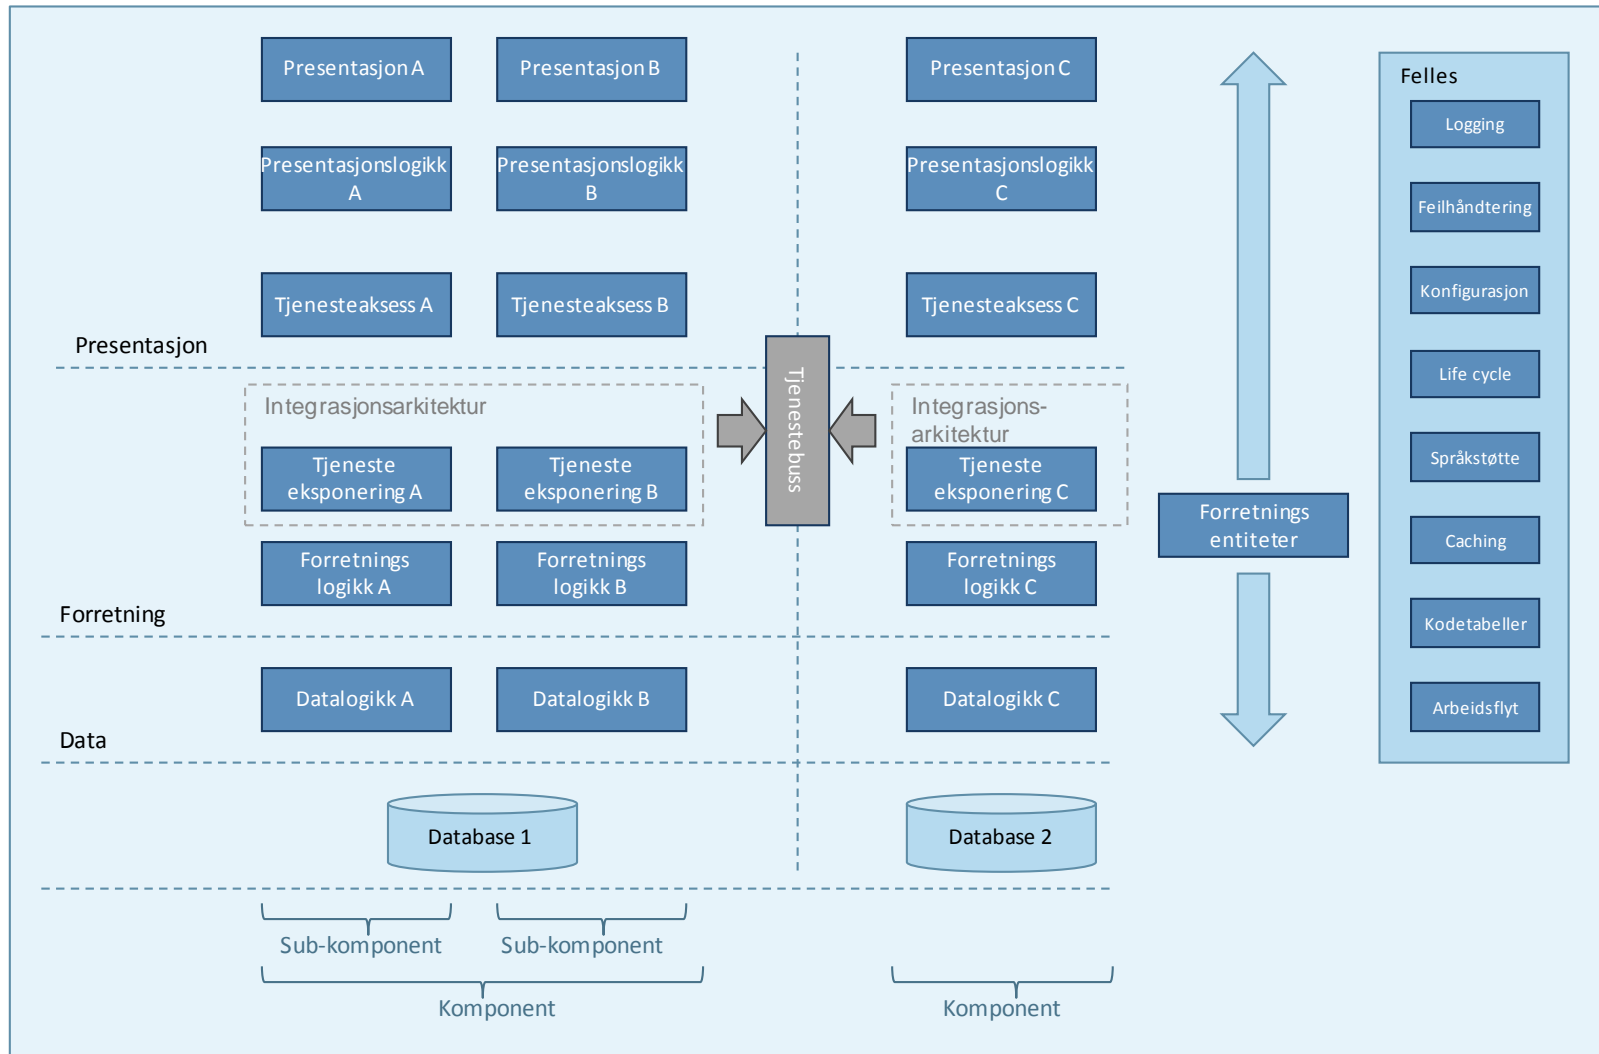 Presentasjon A
Presentasjon B
Presentasjon C
Presentasjonslogikk
A
Presentasjonslogikk
B
Presentasjonslogikk
C
Tjenesteaksess A
Tjenesteaksess B
Tjenesteaksess C
Presentasjon
Integrasjonsarkitektur
Tjeneste
eksponering A
Tjeneste
eksponering B
Tjenestebuss
Integrasjons-
arkitektur
Tjeneste
eksponering C
Forretnings
logikk A
Forretnings
logikk B
Forretnings
logikk C
Forretning
Datalogikk A
Datalogikk B
Datalogikk C
Data
Database 1
Database 2
Sub-komponent
Sub-komponent
Komponent
Komponent
Forretnings
entiteter
Felles
Logging
Feilhåndtering
Konfigurasjon
Life cycle
Språkstøtte
Caching
Kodetabeller
Arbeidsflyt